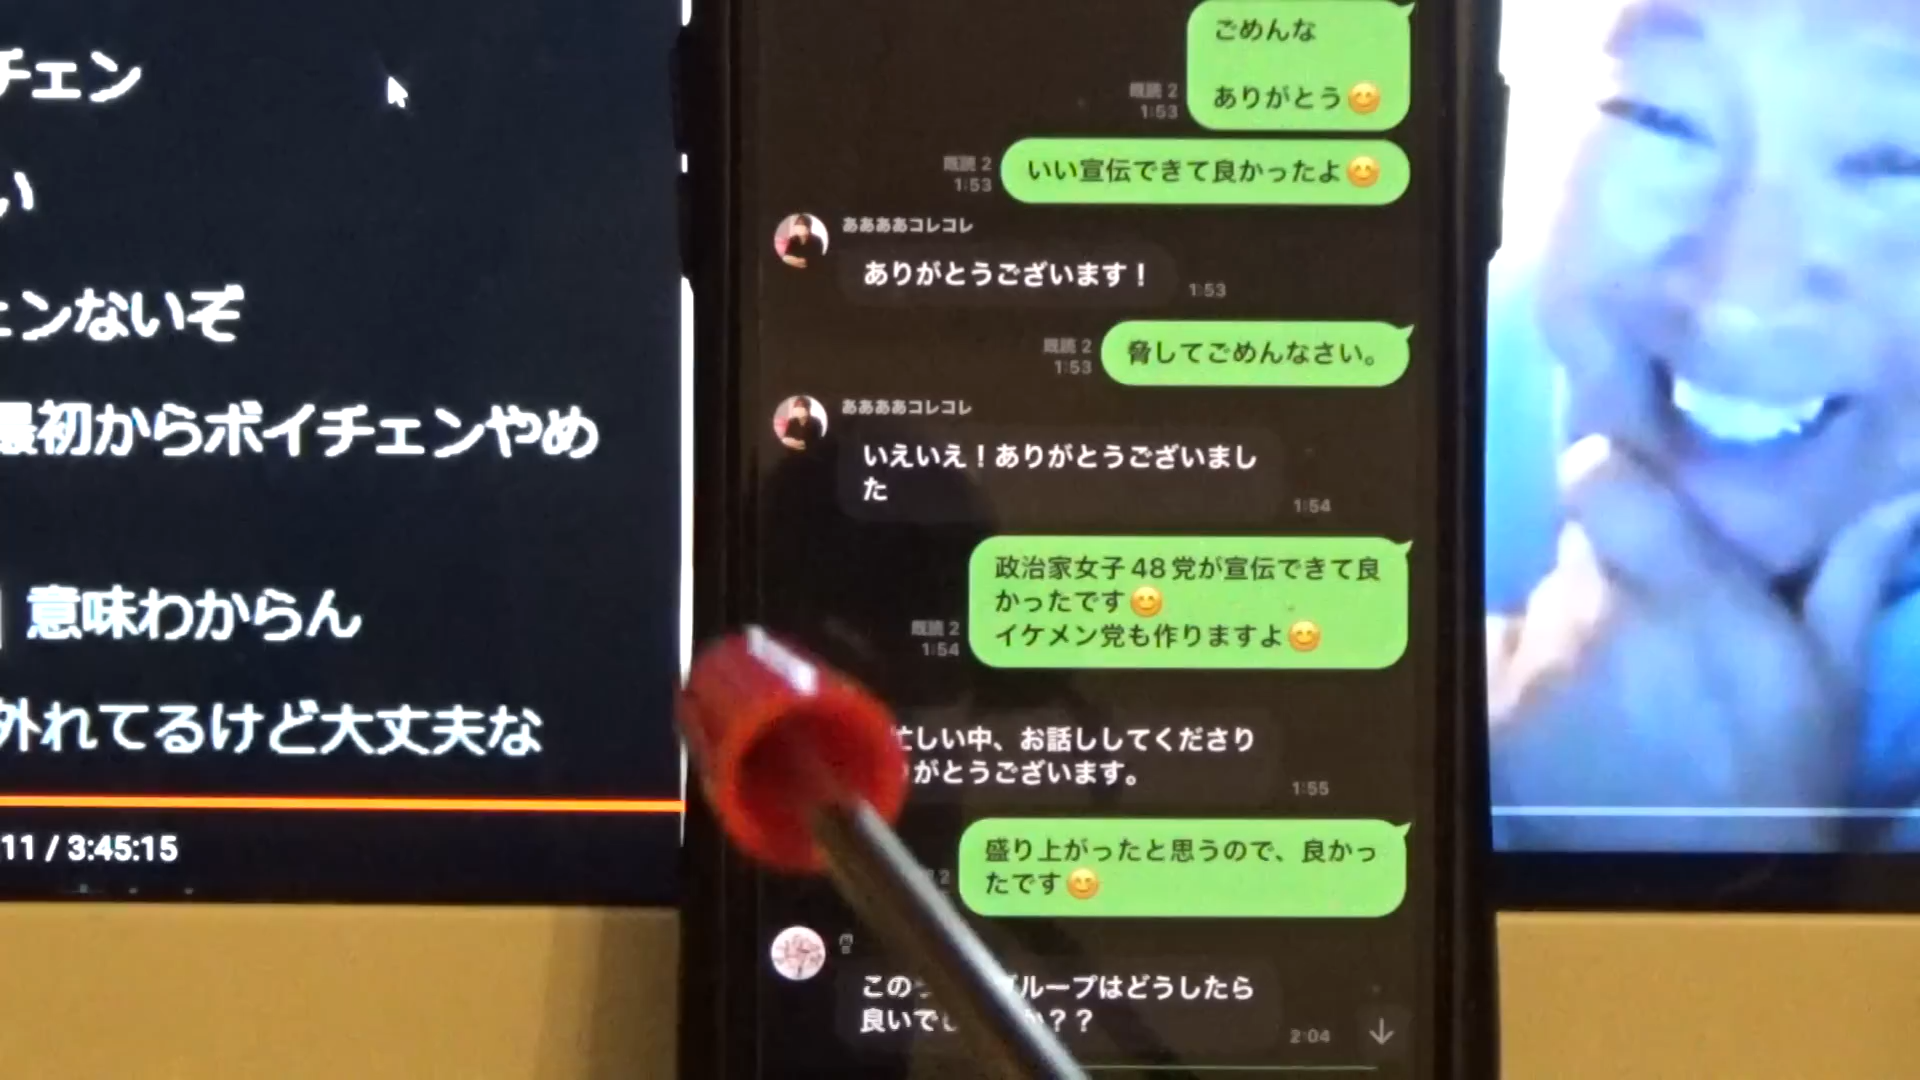 チェン
い
ェンないぞ
最初からボイチェンやめ
意味わからん
外れてるけど大丈夫な
11 / 3:45:15
ごめんな
ありがとう😊
既読 2
1:53
いい宣伝できて良かったよ😊
既読 2
1:53
ああああコレコレ
ありがとうございます！
1:53
脅してごめんなさい。
既読 2
1:53
ああああコレコレ
いえいえ！ありがとうございまし
た
1:54
政治家女子48党が宣伝できて良
かったです😊
イケメン党も作りますよ😊
既読 2
1:54
忙しい中、お話ししてくださり
がとうございます。
1:55
盛り上がったと思うので、良かっ
たです😊
2
この グループはどうしたら
良いで か？？
2:04